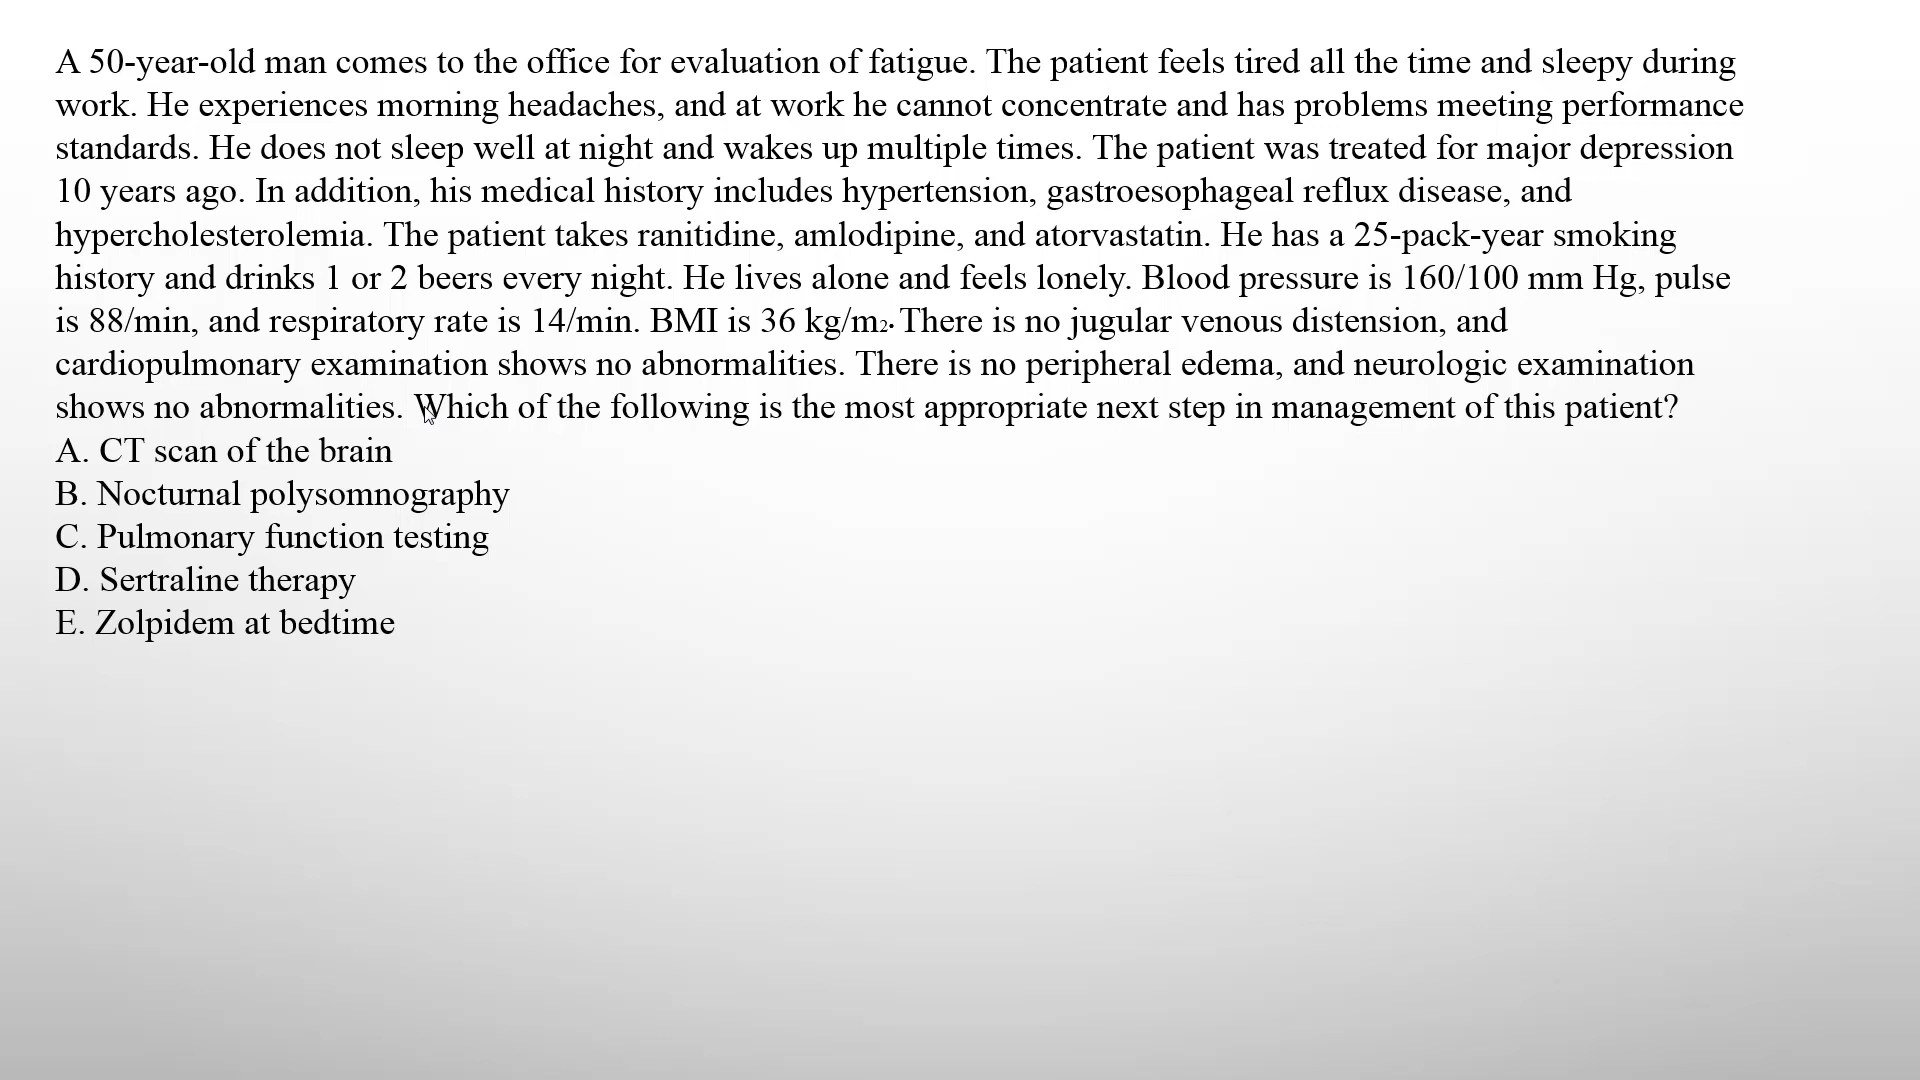 A 50-year-old man comes to the office for evaluation of fatigue. The patient feels tired all the time and sleepy during
work. He experiences morning headaches, and at work he cannot concentrate and has problems meeting performance
standards. He does not sleep well at night and wakes up multiple times. The patient was treated for major depression
10 years ago. In addition, his medical history includes hypertension, gastroesophageal reflux disease, and
hypercholesterolemia. The patient takes ranitidine, amlodipine, and atorvastatin. He has a 25-pack-year smoking
history and drinks 1 or 2 beers every night. He lives alone and feels lonely. Blood pressure is 160/100 mm Hg, pulse
is 88/min, and respiratory rate is 14/min. BMI is 36 kg/m2. There is no jugular venous distension, and
cardiopulmonary examination shows no abnormalities. There is no peripheral edema, and neurologic examination
shows no abnormalities. Which of the following is the most appropriate next step in management of this patient?
A. CT scan of the brain
B. Nocturnal polysomnography
C. Pulmonary function testing
D. Sertraline therapy
E. Zolpidem at bedtime